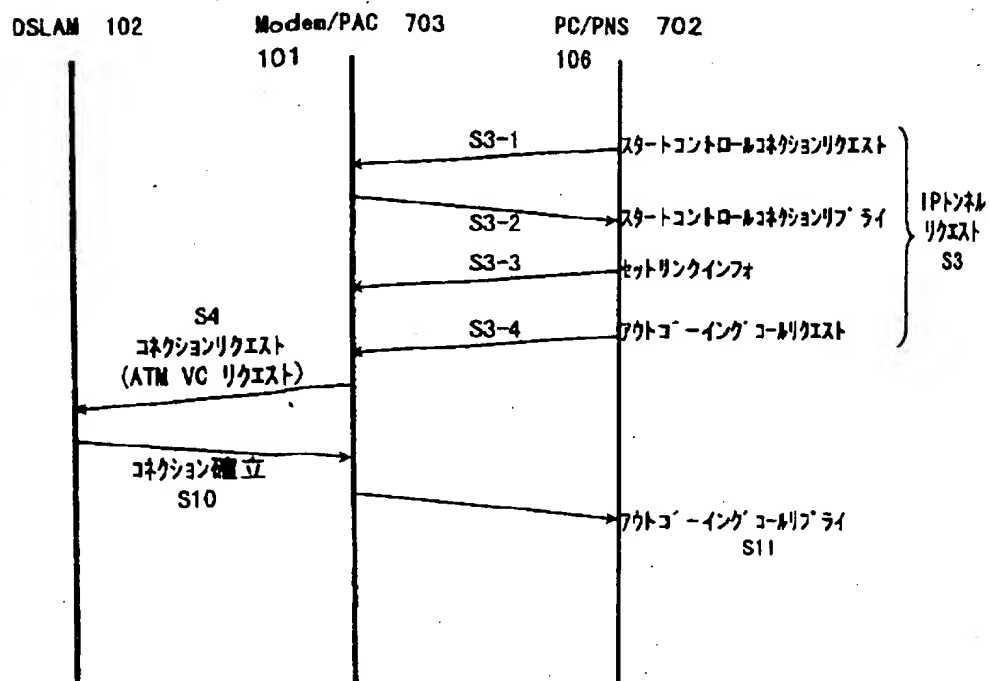 DSLAM 102 Modem/PAC 703 PC/PNS 702
101 106
S3-1 スタートコントロールコネクションリクエスト
S3-2 スタートコントロールコネクションリプライ
IPトンネル
リクエスト
S3
S3-3 セットリンクインフォ
S3-4 アウトゴーイングコールリクエスト
S4
コネクションリクエスト
(ATM VC リクエスト)
コネクション確立
S10
アウトゴーイングコールリプライ
S11